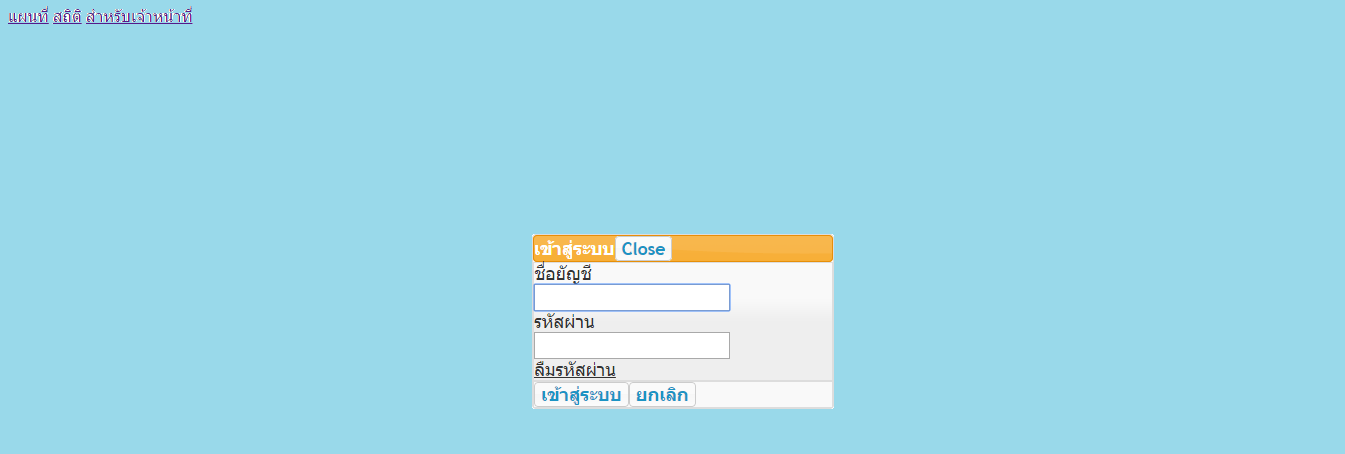 แผนที่ สถิติ สำหรับเจ้าหน้าที่
เข้าสู่ระบบ Close
ชื่อยัญชี
รหัสผ่าน
ลืมรหัสผ่าน
เข้าสู่ระบบ ยกเลิก